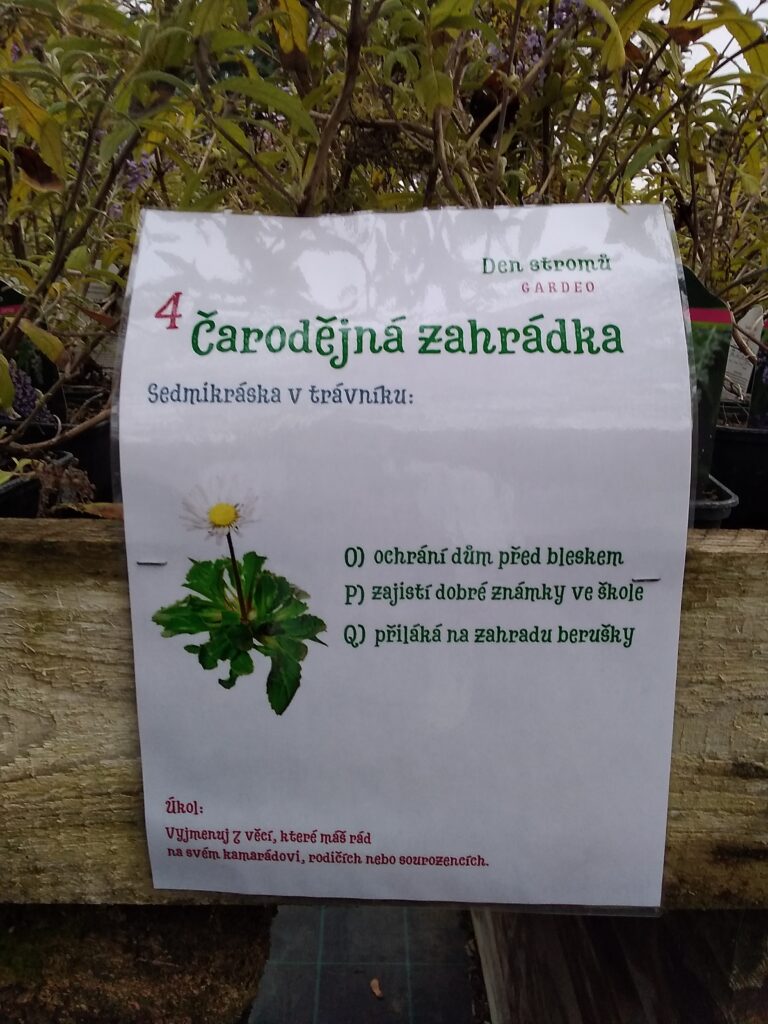 Den stromů
GARDEO
4 Čarodějná zahrádka
Sedmikráska v trávníku:
O) ochrání dům před bleskem
P) zajistí dobré známky ve škole
Q) přiláká na zahradu berušky
Úkol:
Vyjmenuj 7 věcí, které máš rád
na svém kamarádovi, rodičích nebo sourozencích.